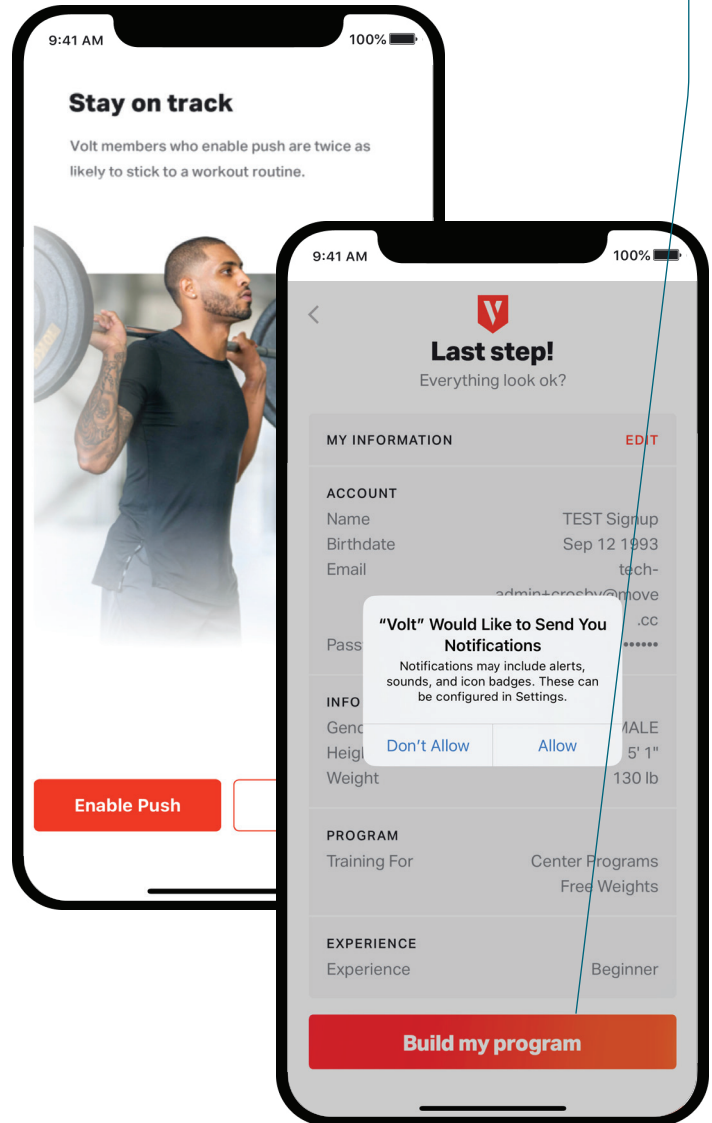 9:41 AM 100%
Stay on track
Volt members who enable push are twice as
likely to stick to a workout routine.
Enable Push
9:41 AM 100%
V
Last step!
Everything look ok?
MY INFORMATION EDIT
ACCOUNT
Name TEST Signup
Birthdate Sep 12 1993
Email tech-
admin+crosby@move
.cc
Pass ••••••
INFO
Gend MALE
Heig 5' 1"
Weight 130 lb
“Volt” Would Like to Send You
Notifications
Notifications may include alerts,
sounds, and icon badges. These can
be configured in Settings.
Don’t Allow Allow
PROGRAM
Training For Center Programs
Free Weights
EXPERIENCE
Experience Beginner
Build my program